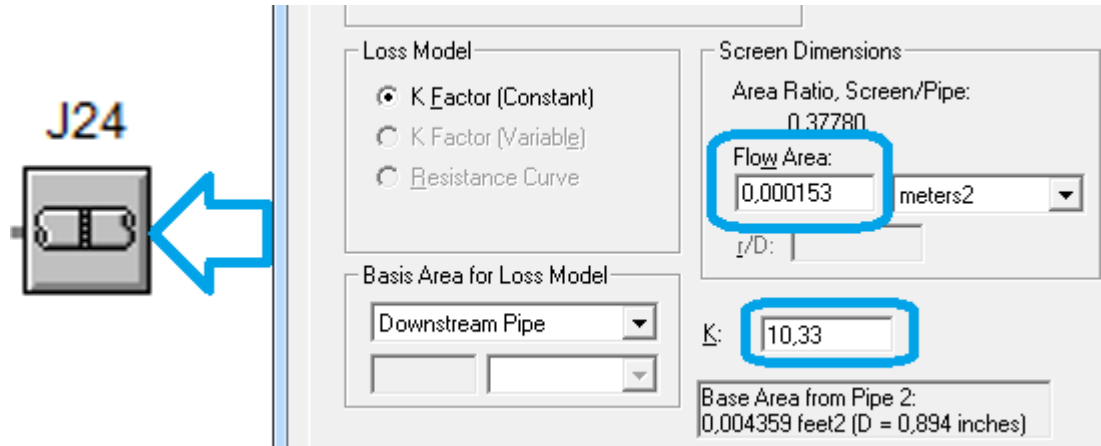 J24
Loss Model
K Factor (Constant)
K Factor (Variable)
Resistance Curve
Basis Area for Loss Model
Downstream Pipe
Screen Dimensions
Area Ratio, Screen/Pipe:
0,37780
Flow Area:
0,000153 meters2
r/D:
K: 10,33
Base Area from Pipe 2:
0,004359 feet2 (D = 0,894 inches)